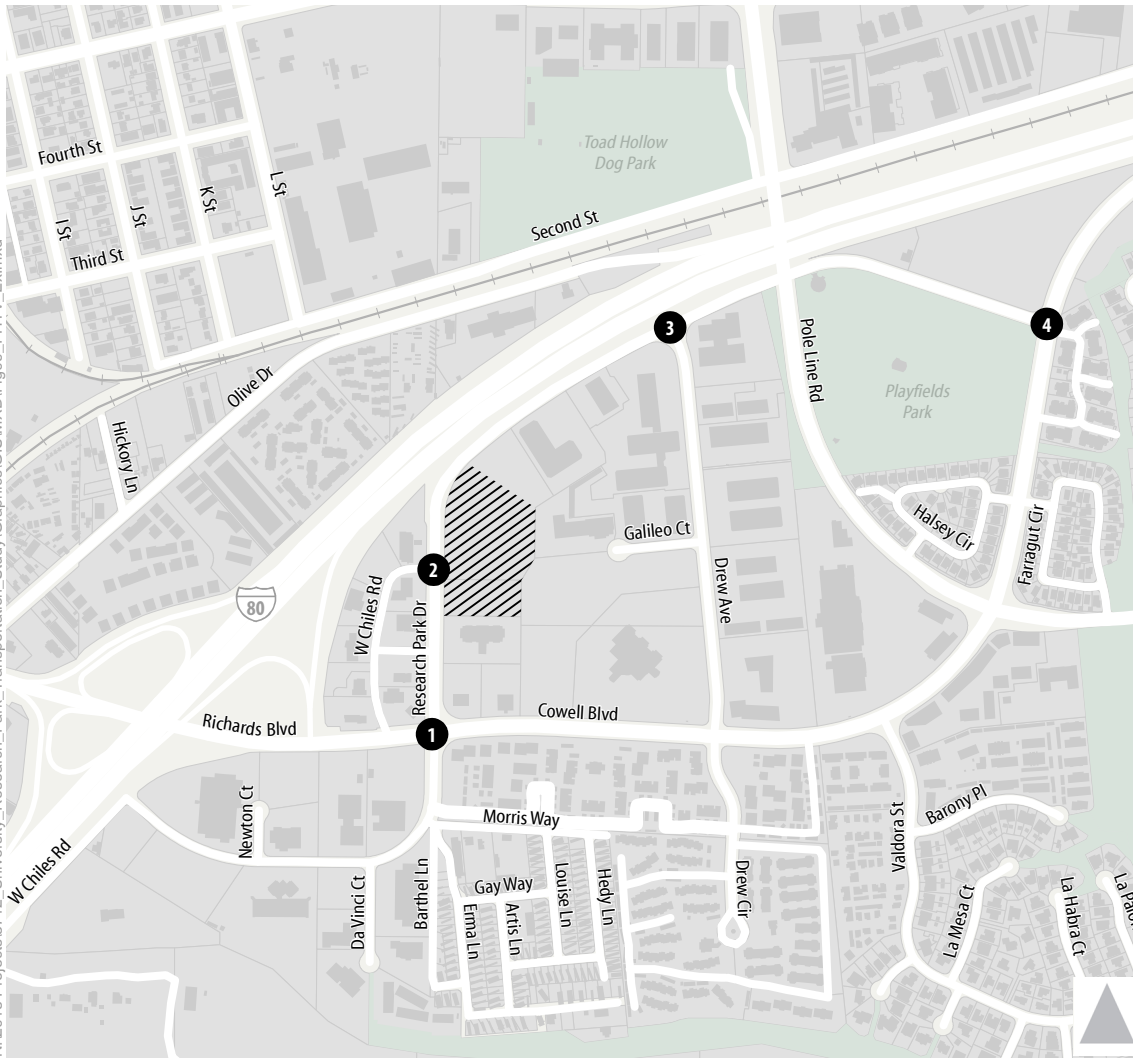 Fourth St
I St
J St
K St
L St
Third St
Toad Hollow
Dog Park
Second St
Olive Dr
Hickory Ln
3
4
Pole Line Rd
Playfields
Park
2
80
W Chiles Rd
Research Park Dr
Galileo Ct
Drew Ave
Halsey Cir
Farragut Cir
Richards Blvd
1
Cowell Blvd
Newton Ct
Morris Way
W Chiles Rd
Da Vinci Ct
Barthel Ln
Gay Way
Erma Ln
Artis Ln
Louise Ln
Hedy Ln
Drew Cir
Valdora St
Barony Pl
La Mesa Ct
La Habra Ct